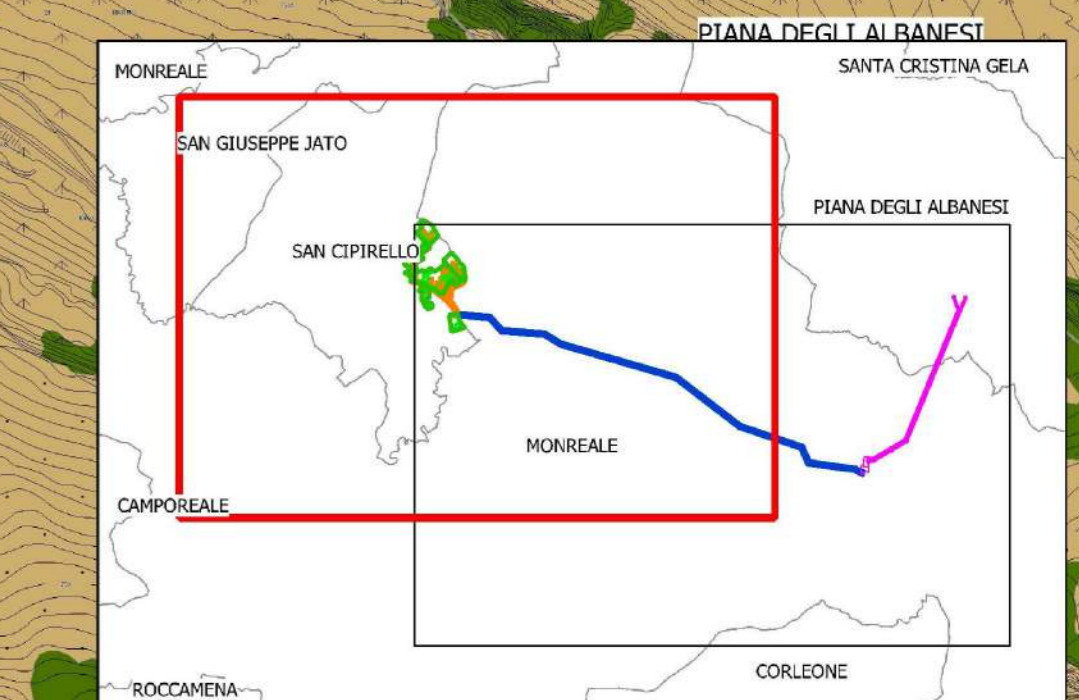 PIANA DEGLI ALBANESI
MONREALE
SANTA CRISTINA GELA
SAN GIUSEPPE JATO
PIANA DEGLI ALBANESI
SAN CIPIRELLO
MONREALE
CAMPOREALE
CORLEONE
ROCCAMENA